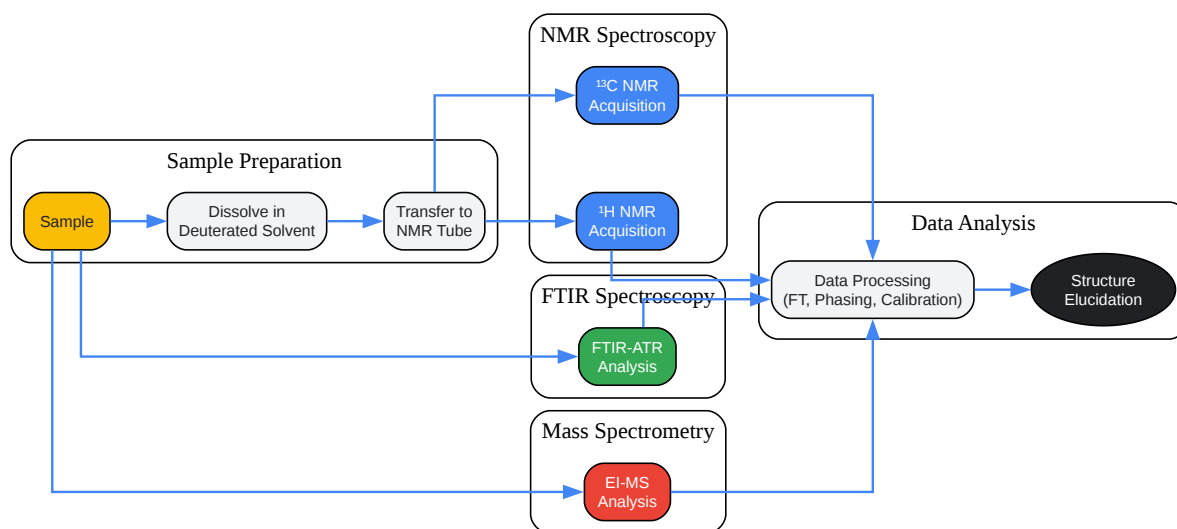 NMR Spectroscopy
¹³C NMR
Acquisition
Sample Preparation
Sample
Dissolve in
Deuterated Solvent
Transfer to
NMR Tube
¹H NMR
Acquisition
Data Analysis
Data Processing
(FT, Phasing, Calibration)
Structure
Elucidation
FTIR Spectroscopy
FTIR-ATR
Analysis
Mass Spectrometry
EI-MS
Analysis